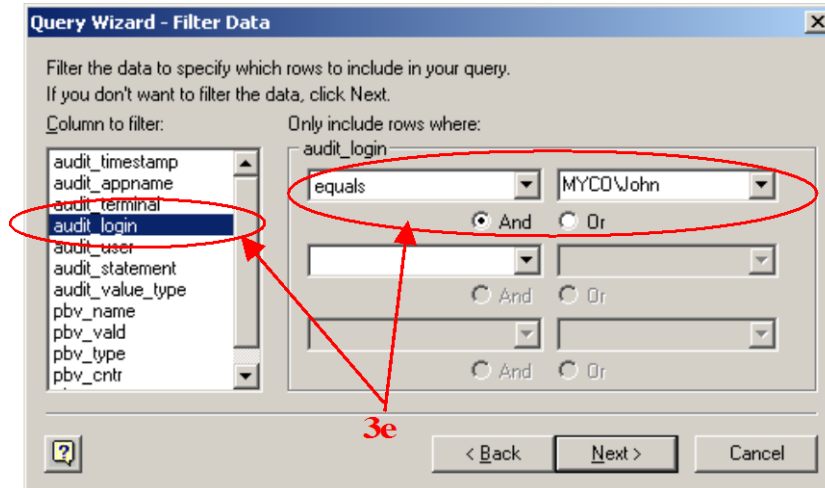 Query Wizard - Filter Data
Filter the data to specify which rows to include in your query.
If you don't want to filter the data, click Next.
Column to filter:
Only include rows where:
audit_timestamp
audit_appname
audit_terminal
audit_login
audit_user
audit_statement
audit_value_type
pbv_name
pbv_vald
pbv_type
pbv_cntr
audit_login
equals
MYCO\John
And
Or
And
Or
And
Or
3e
< Back
Next >
Cancel